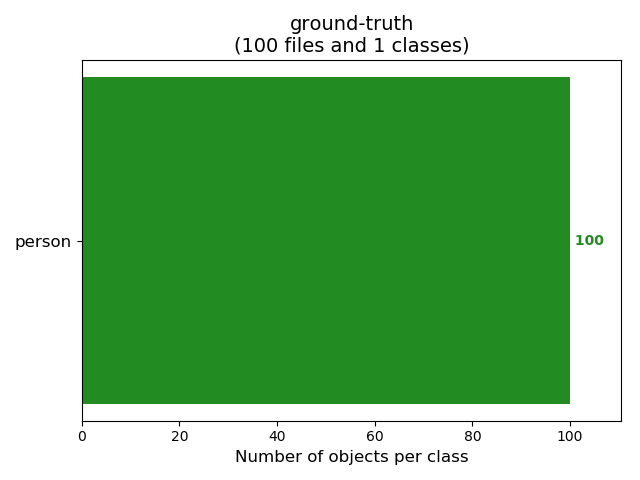 ground-truth
(100 files and 1 classes)
person
100
0 20 40 60 80 100
Number of objects per class